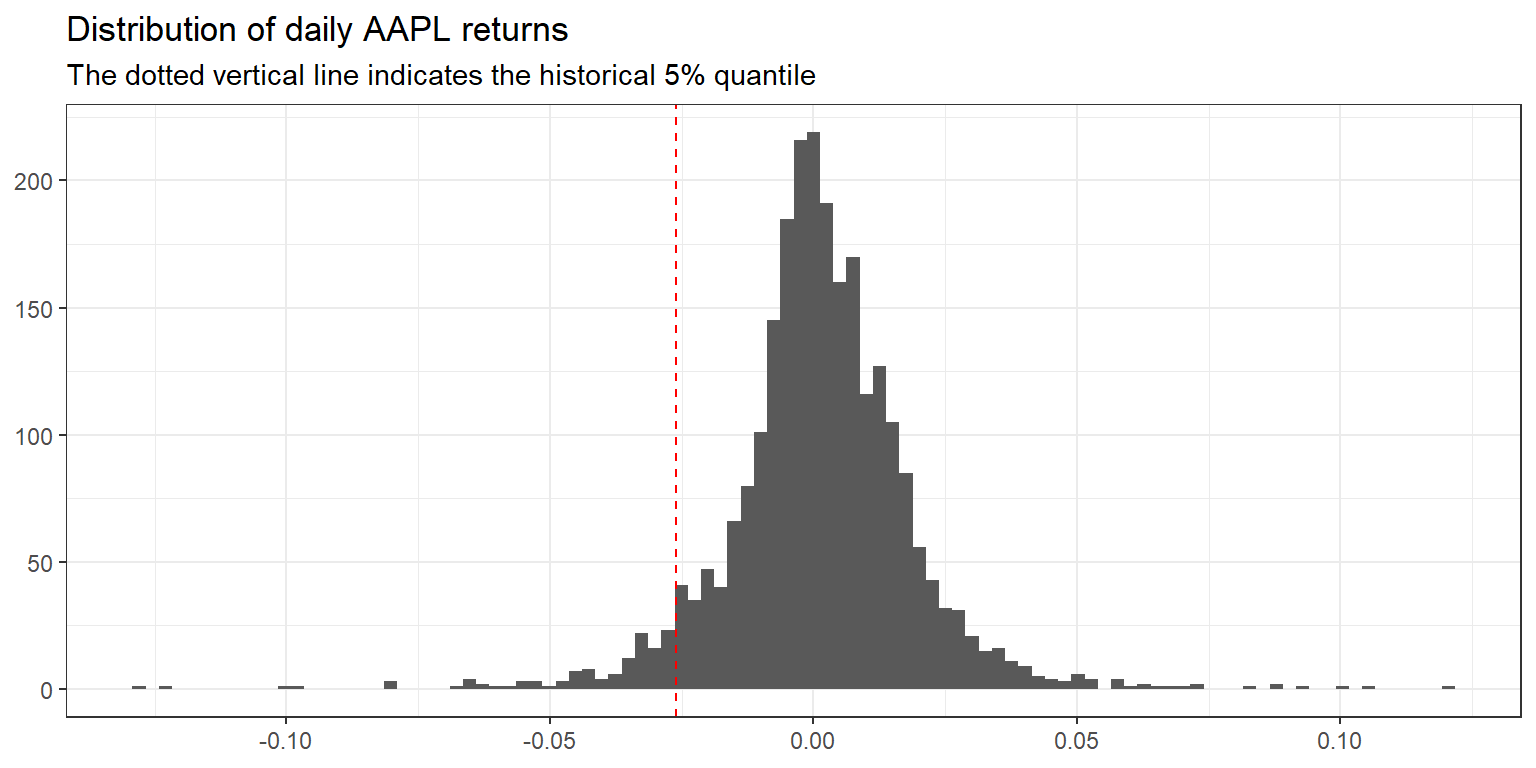 Distribution of daily AAPL returns
The dotted vertical line indicates the historical 5% quantile
200
150
100
50
0
-0.10 -0.05 0.00 0.05 0.10